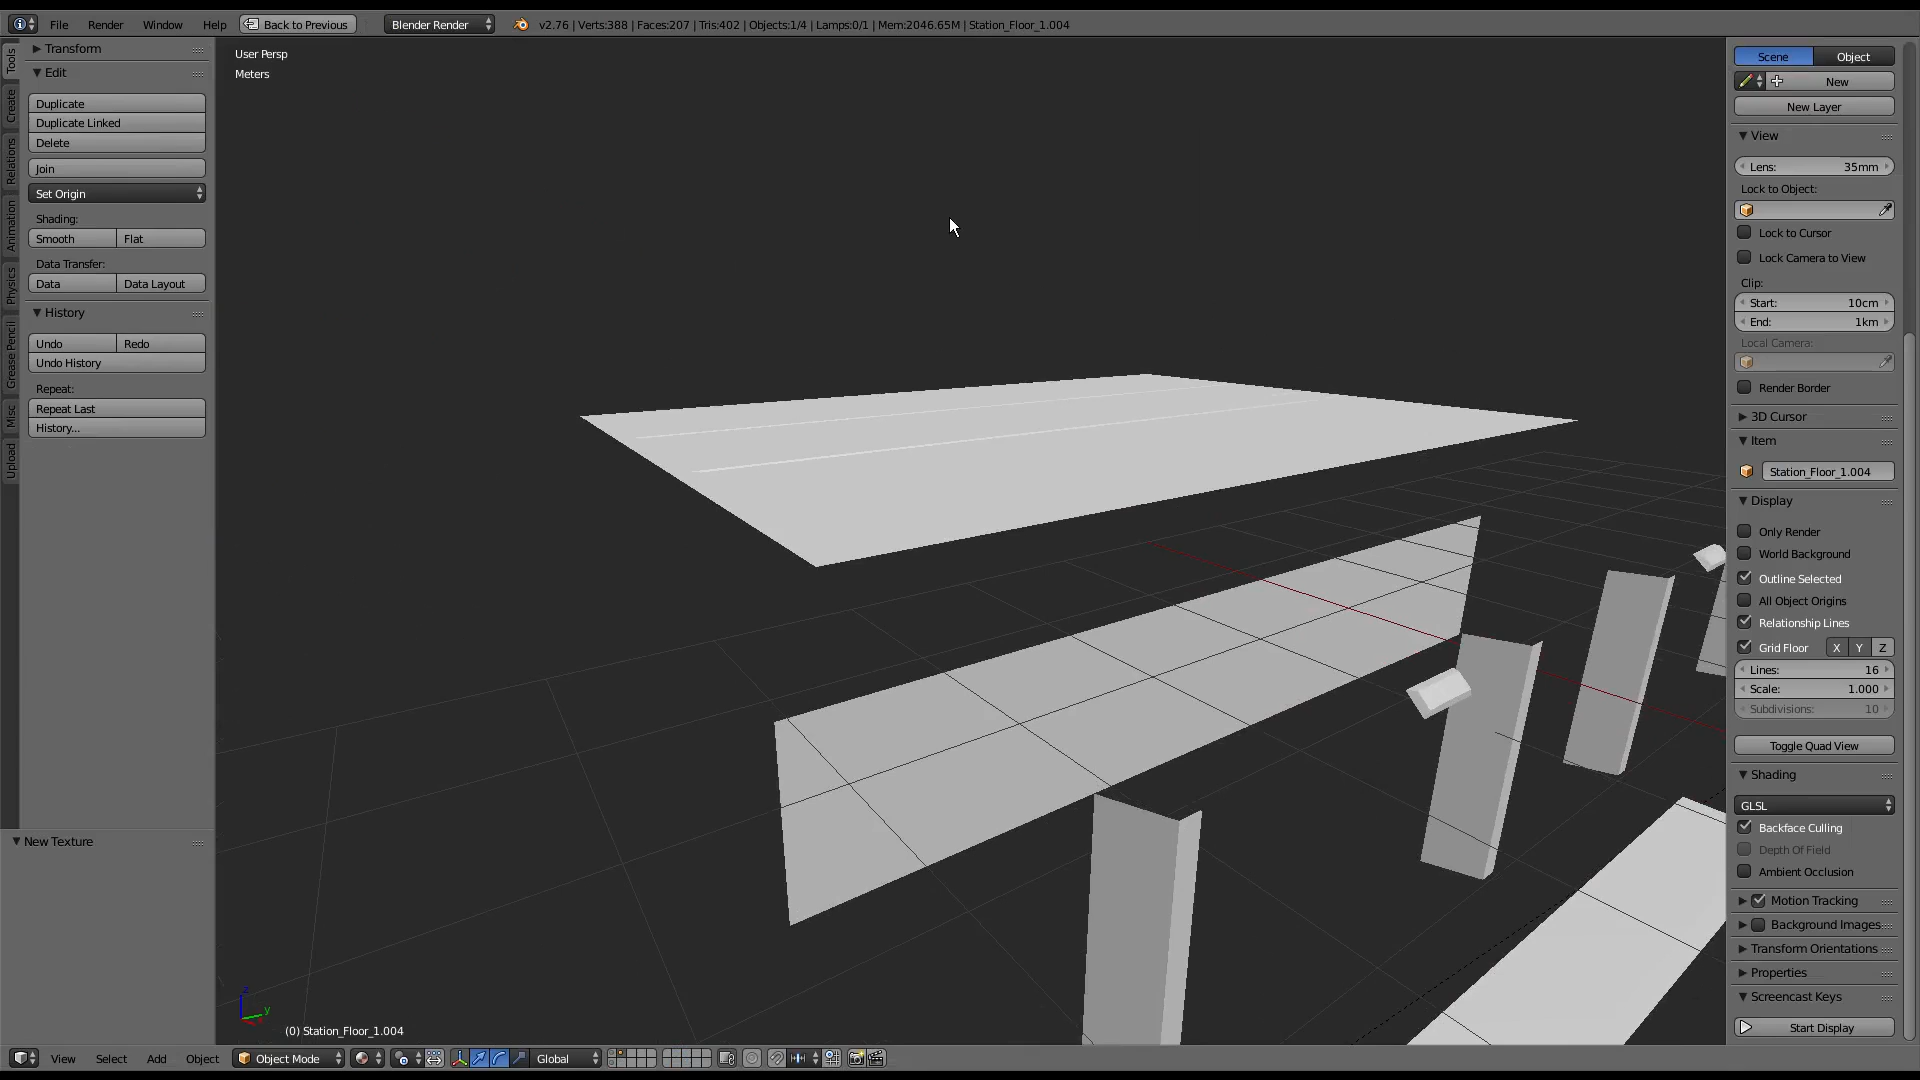 File Render Window Help Back to Previous Blender Render v2.76 | Verts:388 | Faces:207 | Tris:402 | Objects:1/4 | Lamps:0/1 | Mem:2046.65M | Station_Floor_1.004
Tools
Create
Relations
Animation
Physics
Grease Pencil
Misc
Upload
Transform
Edit
Duplicate
Duplicate Linked
Delete
Join
Set Origin
Shading:
Smooth Flat
Data Transfer:
Data Data Layout
History
Undo Redo
Undo History
Repeat:
Repeat Last
History...
New Texture
User Persp
Meters
z
y
x
(0) Station_Floor_1.004
Scene Object
New
New Layer
View
Lens: 35mm
Lock to Object:
Lock to Cursor
Lock Camera to View
Clip:
Start: 10cm
End: 1km
Local Camera:
Render Border
3D Cursor
Item
Station_Floor_1.004
Display
Only Render
World Background
Outline Selected
All Object Origins
Relationship Lines
Grid Floor X Y Z
Lines: 16
Scale: 1.000
Subdivisions: 10
Toggle Quad View
Shading
GLSL
Backface Culling
Depth Of Field
Ambient Occlusion
Motion Tracking
Background Images
Transform Orientations
Properties
Screencast Keys
Start Display
View Select Add Object Object Mode Global